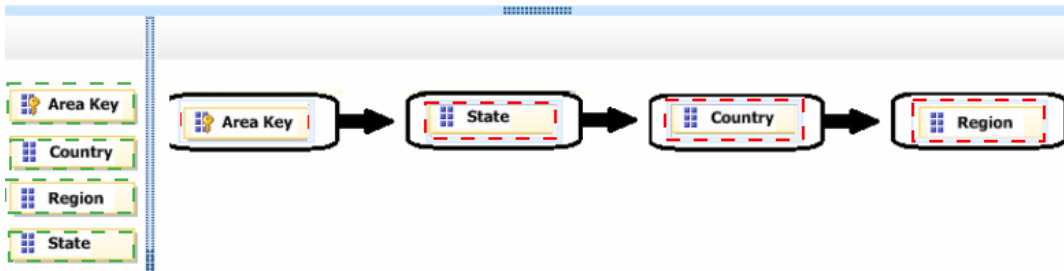 Area Key
Country
Region
State
Area Key
State
Country
Region